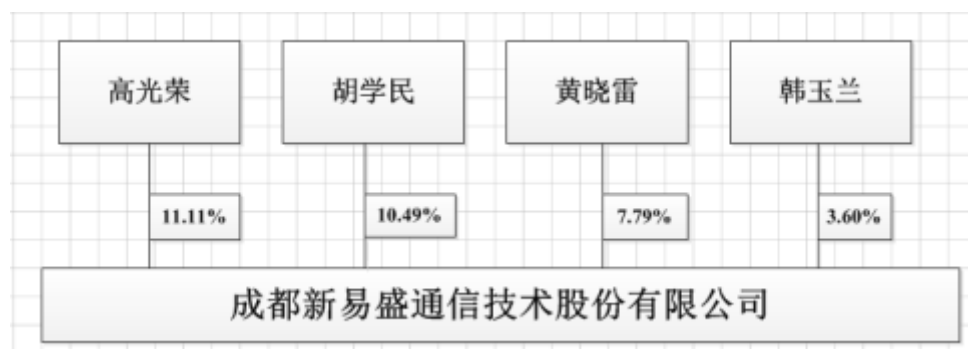 高光荣 胡学民 黄晓雷 韩玉兰
11.11% 10.49% 7.79% 3.60%
成都新易盛通信技术股份有限公司